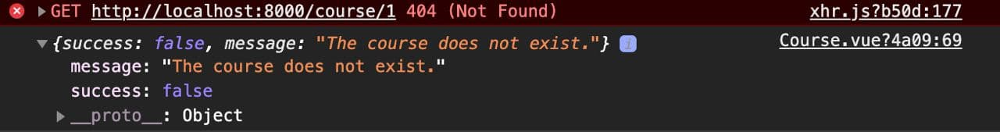 GET http://localhost:8000/course/1 404 (Not Found) xhr.js?b50d:177
{success: false, message: "The course does not exist."} i Course.vue?4a09:69
message: "The course does not exist."
success: false
__proto__: Object